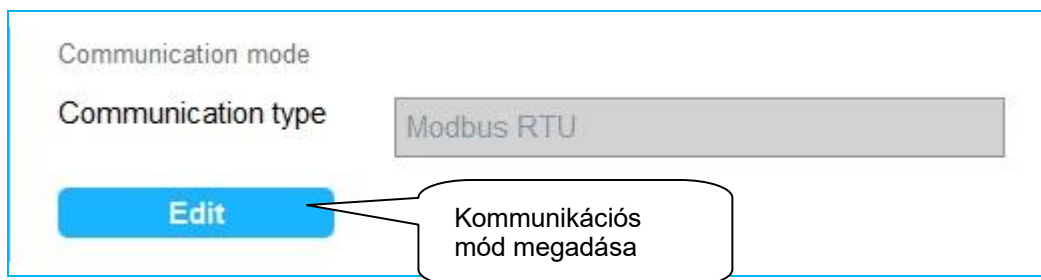 Communication mode
Communication type
Modbus RTU
Edit
Kommunikációs
mód megadása